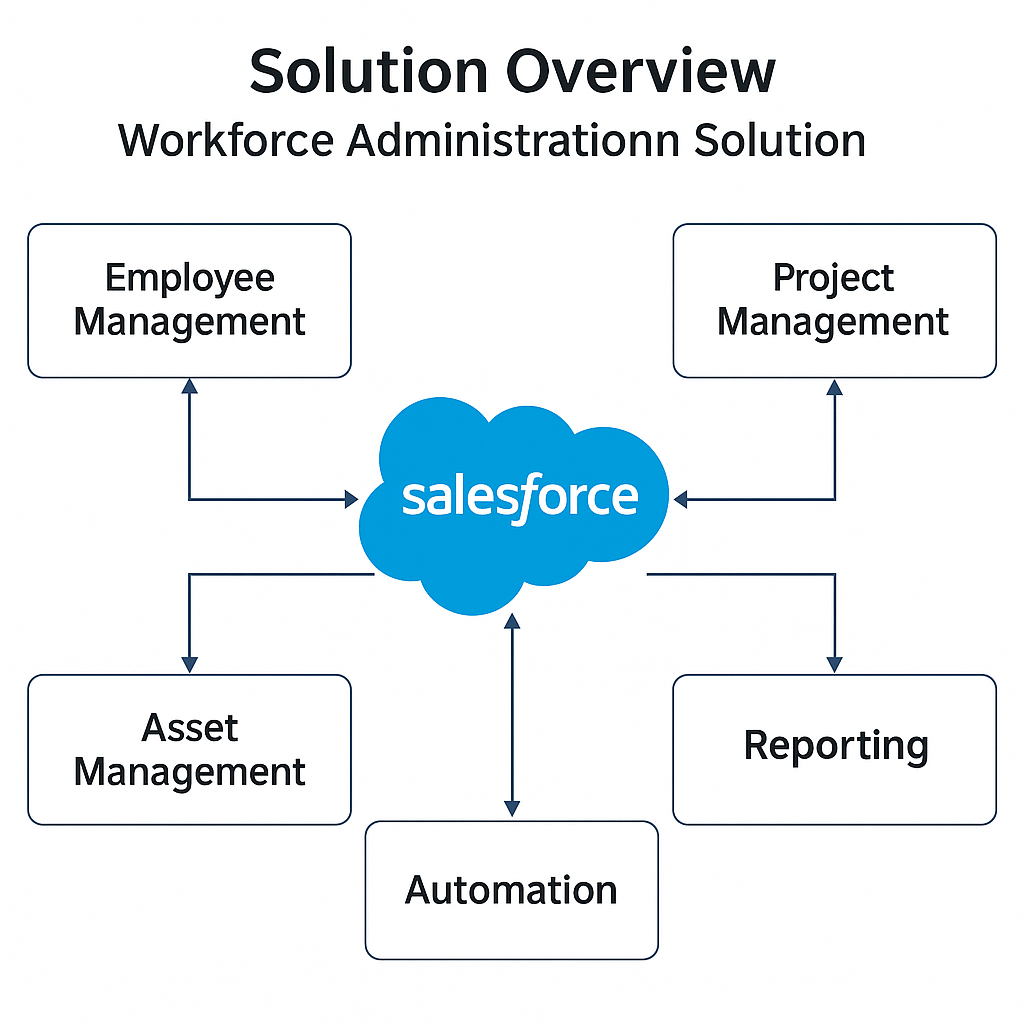 Solution Overview
Workforce Administrationn Solution
Employee
Management
Project
Management
salesforce
Asset
Management
Reporting
Automation